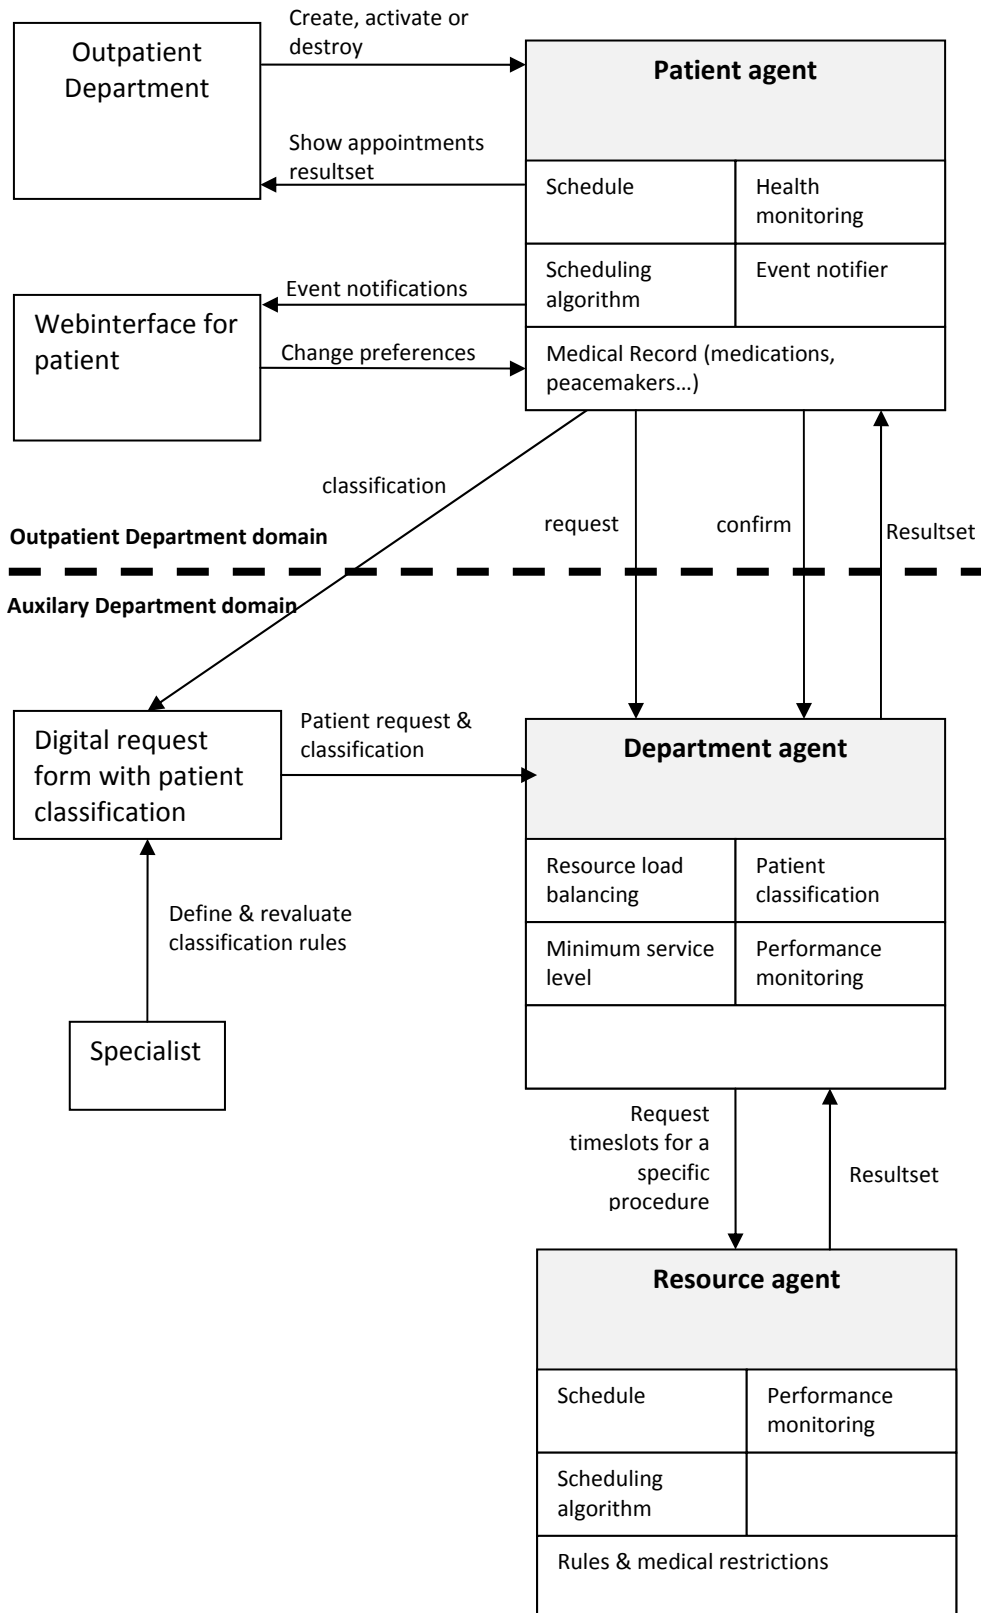 Create, activate or
destroy
Outpatient
Department
Patient agent
Show appointments
resultset
Schedule
Health
monitoring
Scheduling
algorithm
Event notifier
Event notifications
Webinterface for
patient
Change preferences
Medical Record (medications,
peacemakers...)
classification
request
confirm
Resultset
Outpatient Department domain
Auxilary Department domain
Digital request
form with patient
classification
Patient request &
classification
Department agent
Resource load
balancing
Patient
classification
Minimum service
level
Performance
monitoring
Define & revaluate
classification rules
Specialist
Request
timeslots for a
specific
procedure
Resultset
Resource agent
Schedule
Performance
monitoring
Scheduling
algorithm
Rules & medical restrictions